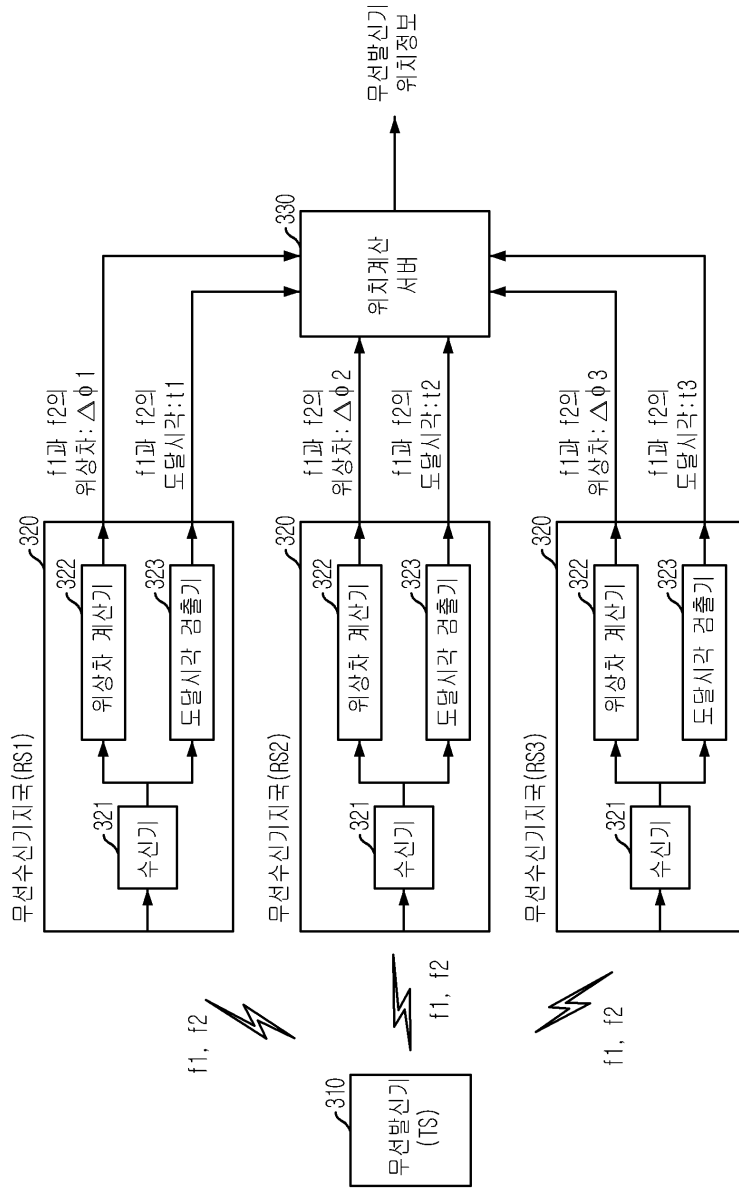 310
무선발신기
(TS)
f1, f2
f1, f2
f1, f2
무선수신기지국(RS1)
320
321
수신기
322
위상차 계산기
323
도달시각 검출기
f1과 f2의
위상차: △ϕ1
f1과 f2의
도달시각:t1
무선수신기지국(RS2)
320
321
수신기
322
위상차 계산기
323
도달시각 검출기
f1과 f2의
위상차: △ϕ2
f1과 f2의
도달시각:t2
무선수신기지국(RS3)
320
321
수신기
322
위상차 계산기
323
도달시각 검출기
f1과 f2의
위상차: △ϕ3
f1과 f2의
도달시각:t3
330
위치계산
서버
무선발신기
위치정보